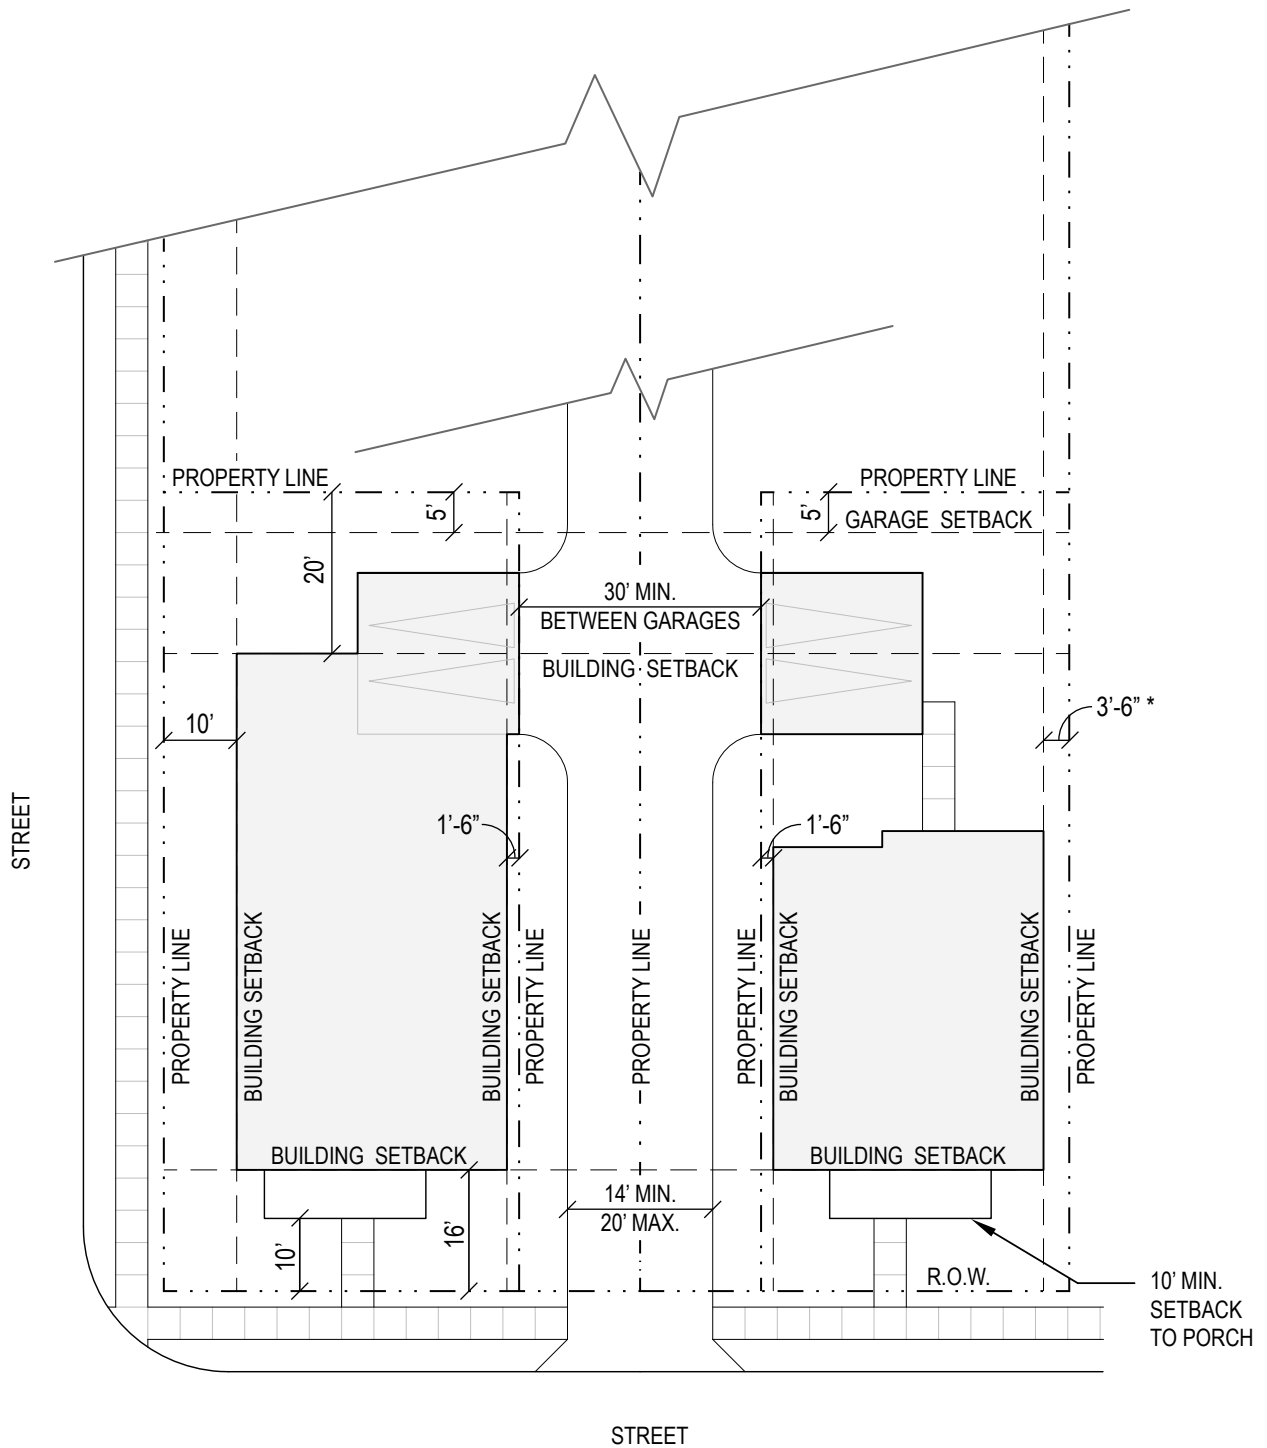 PROPERTY LINE
PROPERTY LINE
5'
5'
GARAGE SETBACK
20'
30' MIN.
BETWEEN GARAGES
BUILDING SETBACK
10'
3'-6” *
STREET
1'-6”
1'-6”
PROPERTY LINE
BUILDING SETBACK
BUILDING SETBACK
PROPERTY LINE
PROPERTY LINE
PROPERTY LINE
BUILDING SETBACK
BUILDING SETBACK
PROPERTY LINE
BUILDING SETBACK
BUILDING SETBACK
14' MIN.
20' MAX.
16'
10'
R.O.W.
10' MIN.
SETBACK
TO PORCH
STREET